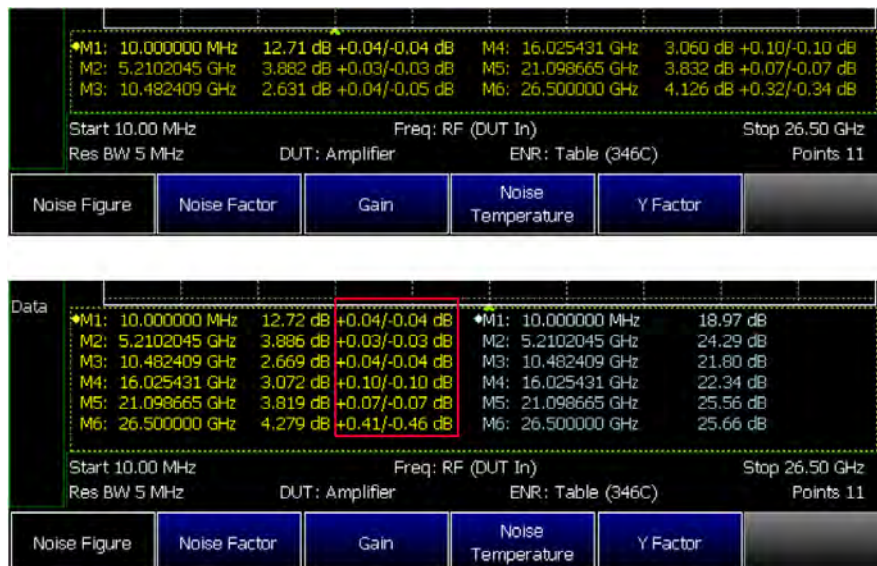 M1: 10.000000 MHz 12.71 dB +0.04/-0.04 dB M4: 16.025431 GHz 3.060 dB +0.10/-0.10 dB
M2: 5.2102045 GHz 3.882 dB +0.03/-0.03 dB M5: 21.098665 GHz 3.832 dB +0.07/-0.07 dB
M3: 10.482409 GHz 2.631 dB +0.04/-0.05 dB M6: 26.500000 GHz 4.126 dB +0.32/-0.34 dB
Start 10.00 MHz Freq: RF (DUT In) Stop 26.50 GHz
Res BW 5 MHz DUT: Amplifier ENR: Table (346C) Points 11
Noise Figure Noise Factor Gain Noise Temperature Y Factor
Data
M1: 10.000000 MHz 12.72 dB +0.04/-0.04 dB M1: 10.000000 MHz 18.97 dB
M2: 5.2102045 GHz 3.886 dB +0.03/-0.03 dB M2: 5.2102045 GHz 24.29 dB
M3: 10.482409 GHz 2.669 dB +0.04/-0.04 dB M3: 10.482409 GHz 21.80 dB
M4: 16.025431 GHz 3.072 dB +0.10/-0.10 dB M4: 16.025431 GHz 22.34 dB
M5: 21.098665 GHz 3.819 dB +0.07/-0.07 dB M5: 21.098665 GHz 25.56 dB
M6: 26.500000 GHz 4.279 dB +0.41/-0.46 dB M6: 26.500000 GHz 25.66 dB
Start 10.00 MHz Freq: RF (DUT In) Stop 26.50 GHz
Res BW 5 MHz DUT: Amplifier ENR: Table (346C) Points 11
Noise Figure Noise Factor Gain Noise Temperature Y Factor